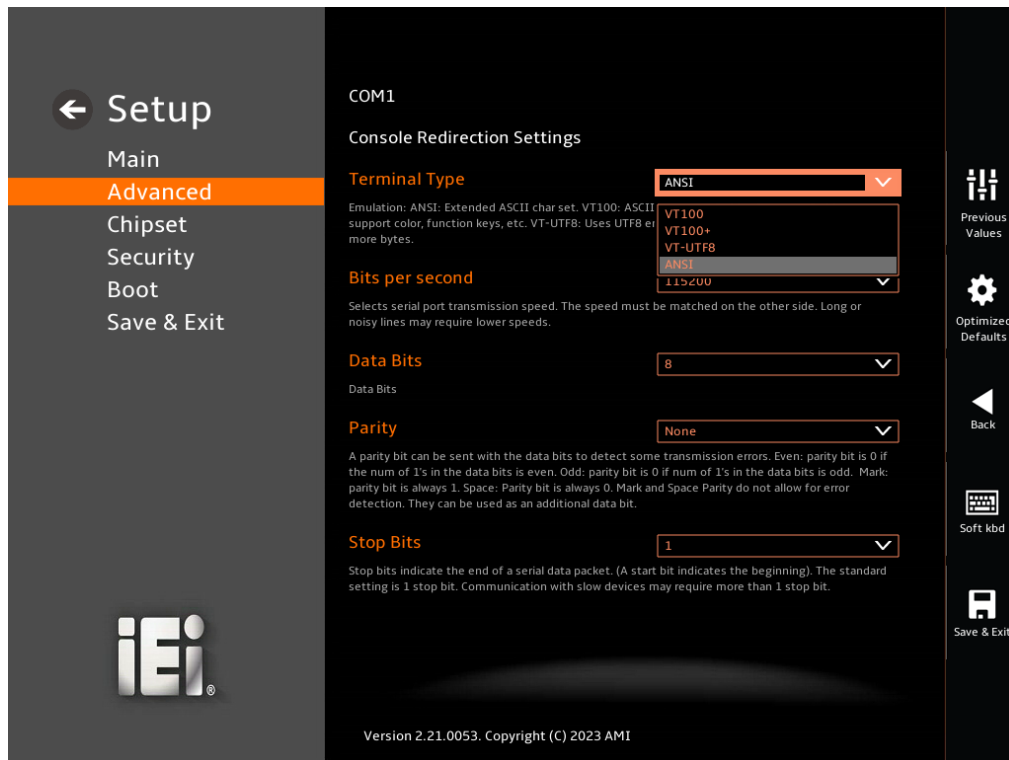 Setup
Main
Advanced
Chipset
Security
Boot
Save & Exit
iEi®
COM1
Console Redirection Settings
Terminal Type
ANSI
Emulation: ANSI: Extended ASCII char set. VT100: ASCII
support color, function keys, etc. VT-UTF8: Uses UTF8
more bytes.
VT100
VT100+
VT-UTF8
ANSI
Bits per second
115200
Selects serial port transmission speed. The speed must be matched on the other side. Long or
noisy lines may require lower speeds.
Data Bits
8
Data Bits
Parity
None
A parity bit can be sent with the data bits to detect some transmission errors. Even: parity bit is 0 if
the num of 1's in the data bits is even. Odd: parity bit is 0 if num of 1's in the data bits is odd. Mark:
parity bit is always 1. Space: Parity bit is always 0. Mark and Space Parity do not allow for error
detection. They can be used as an additional data bit.
Stop Bits
1
Stop bits indicate the end of a serial data packet. (A start bit indicates the beginning). The standard
setting is 1 stop bit. Communication with slow devices may require more than 1 stop bit.
Version 2.21.0053. Copyright (C) 2023 AMI
Previous
Values
Optimized
Defaults
Back
Soft kbd
Save & Exit